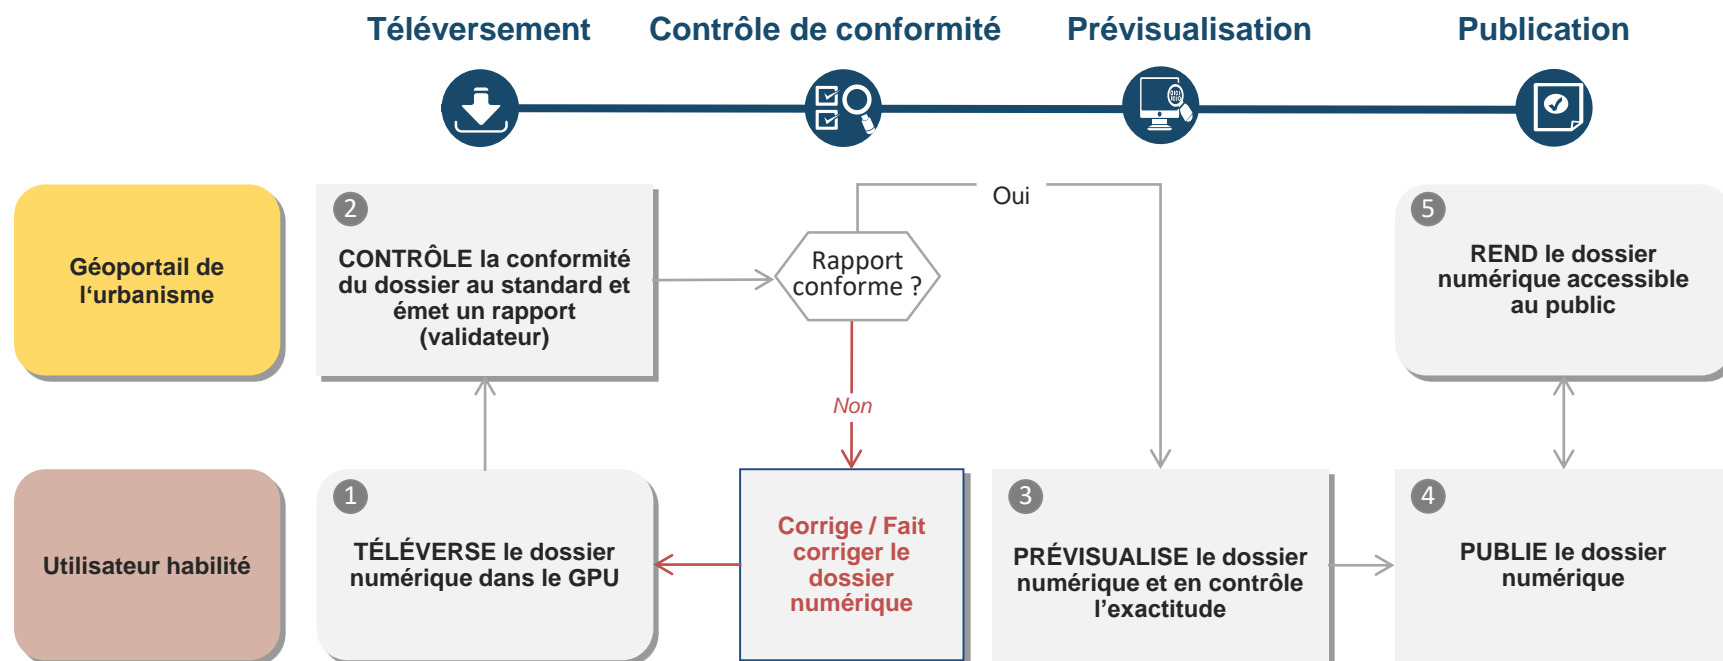 Téléversement
Contrôle de conformité
Prévisualisation
Publication
0101
1010
Géoportail de
l‘urbanisme
2
CONTRÔLE la conformité
du dossier au standard et
émet un rapport
(validateur)
Rapport
conforme ?
Oui
Non
5
REND le dossier
numérique accessible
au public
Utilisateur habilité
1
TÉLÉVERSE le dossier
numérique dans le GPU
Corrige / Fait
corriger le
dossier
numérique
3
PRÉVISUALISE le dossier
numérique et en contrôle
l’exactitude
4
PUBLIE le dossier
numérique